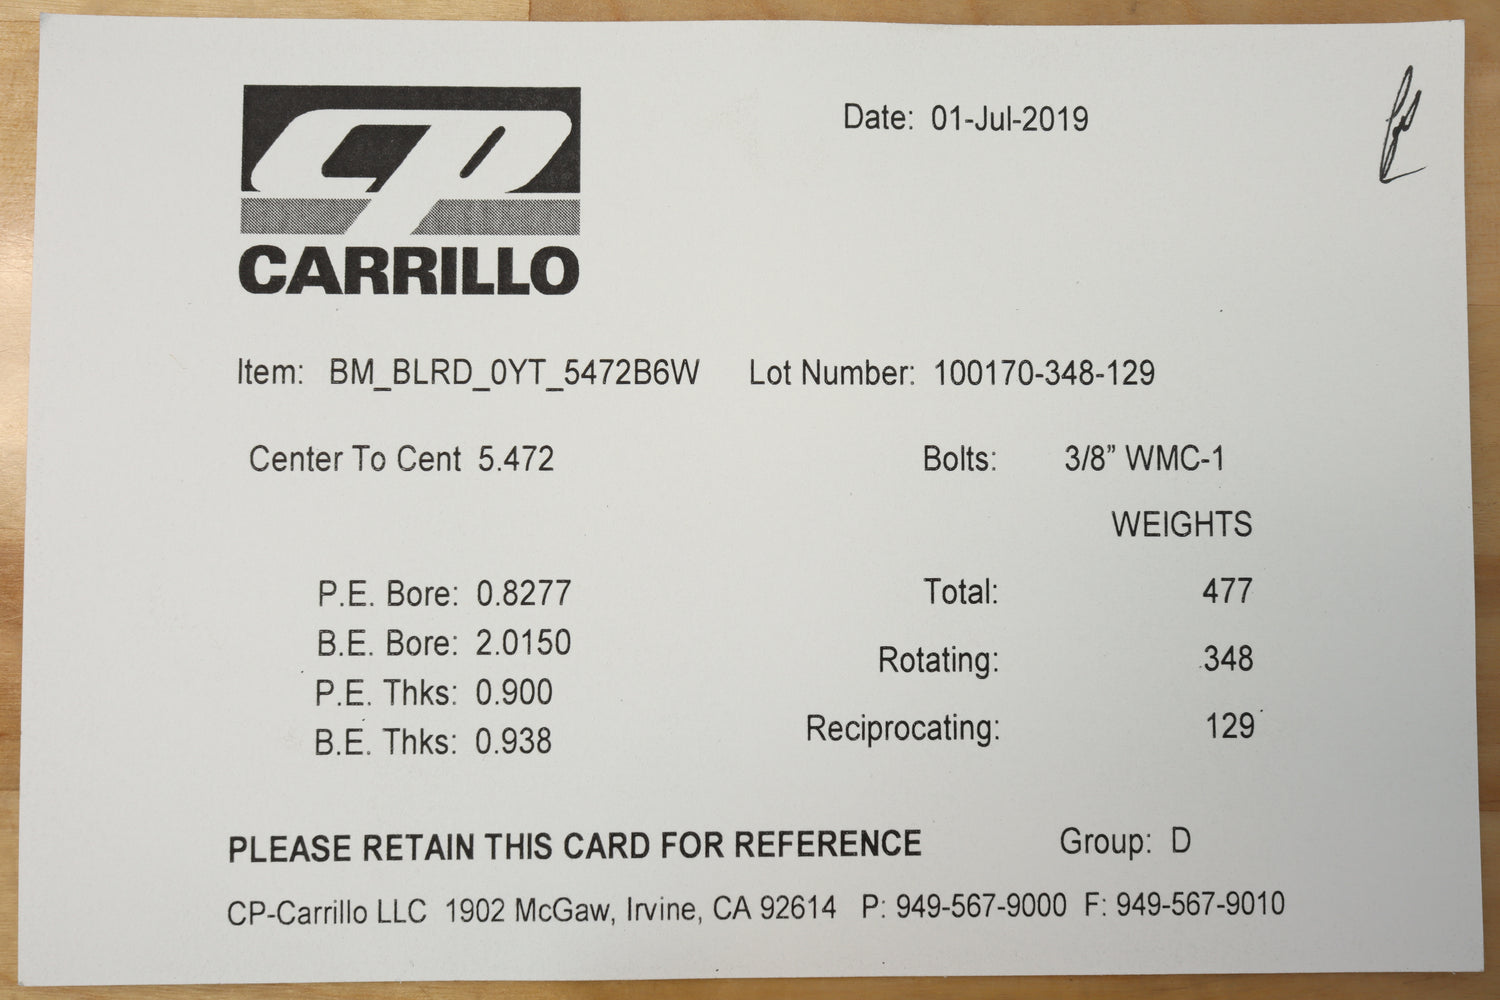 CP
CARRILLO
Date: 01-Jul-2019
Item: BM_BLRD_0YT_5472B6W Lot Number: 100170-348-129
Center To Cent 5.472 Bolts: 3/8” WMC-1
WEIGHTS
P.E. Bore: 0.8277 Total: 477
B.E. Bore: 2.0150 Rotating: 348
P.E. Thks: 0.900
B.E. Thks: 0.938 Reciprocating: 129
PLEASE RETAIN THIS CARD FOR REFERENCE Group: D
CP-Carrillo LLC 1902 McGaw, Irvine, CA 92614 P: 949-567-9000 F: 949-567-9010